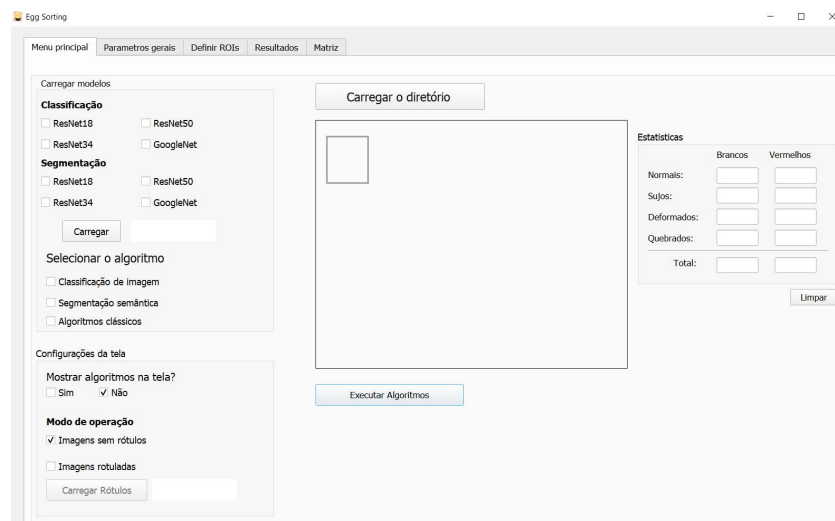 Egg Sorting
Menu principal Parametros gerais Definir ROIs Resultados Matriz
Carregar modelos
Classificação
ResNet18 ResNet50
ResNet34 GoogleNet
Segmentação
ResNet18 ResNet50
ResNet34 GoogleNet
Carregar
Selecionar o algoritmo
Classificação de imagem
Segmentação semântica
Algoritmos clássicos
Configurações da tela
Mostrar algoritmos na tela?
Sim Não
Modo de operação
Imagens sem rótulos
Imagens rotuladas
Carregar Rótulos
Carregar o diretório
Executar Algoritmos
Estatisticas
Brancos Vermelhos
Normais:
Sujos:
Deformados:
Quebrados:
Total:
Limpar